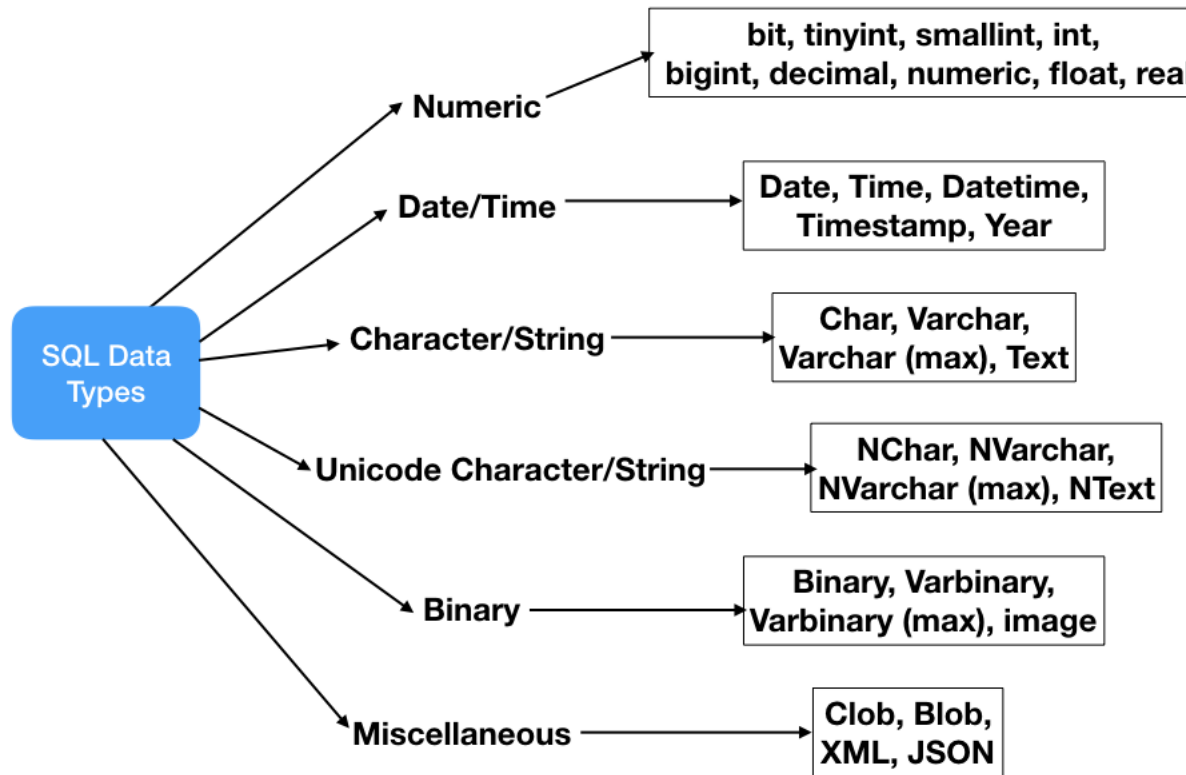 bit, tinyint, smallint, int,
bigint, decimal, numeric, float, real
Numeric
Date/Time
Date, Time, Datetime,
Timestamp, Year
Character/String
Char, Varchar,
Varchar (max), Text
SQL Data
Types
Unicode Character/String
NChar, NVarchar,
NVarchar (max), NText
Binary
Binary, Varbinary,
Varbinary (max), image
Miscellaneous
Clob, Blob,
XML, JSON